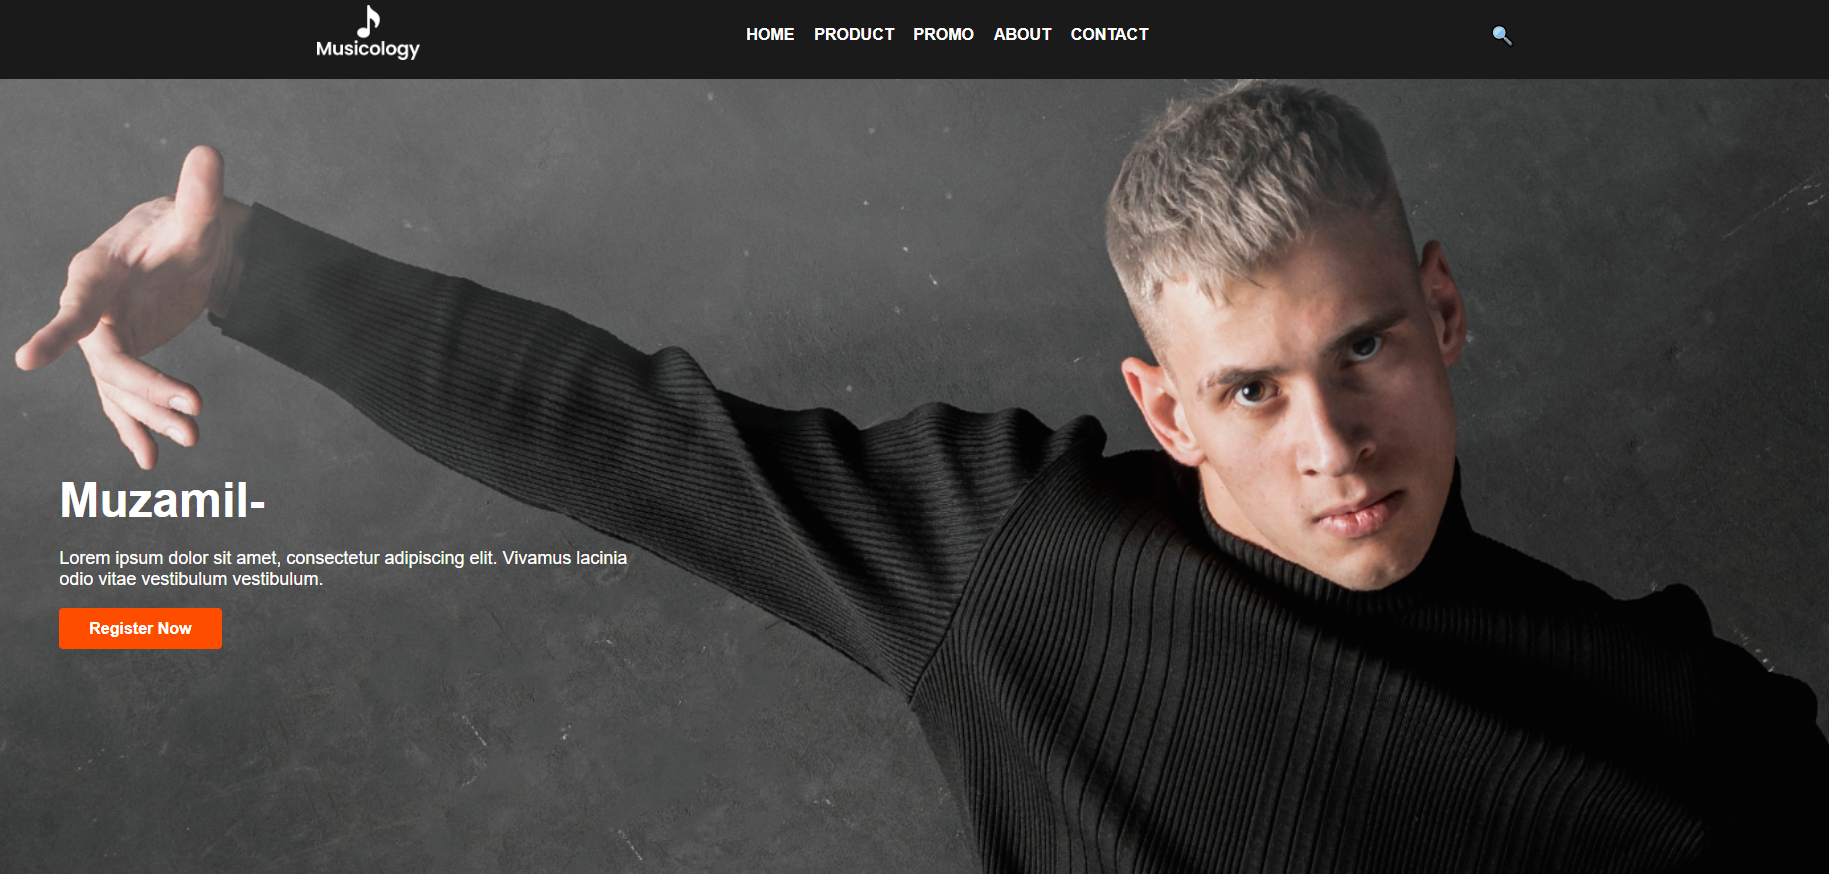 Musicology
HOME PRODUCT PROMO ABOUT CONTACT
Muzamil-
Lorem ipsum dolor sit amet, consectetur adipiscing elit. Vivamus lacinia
odio vitae vestibulum vestibulum.
Register Now